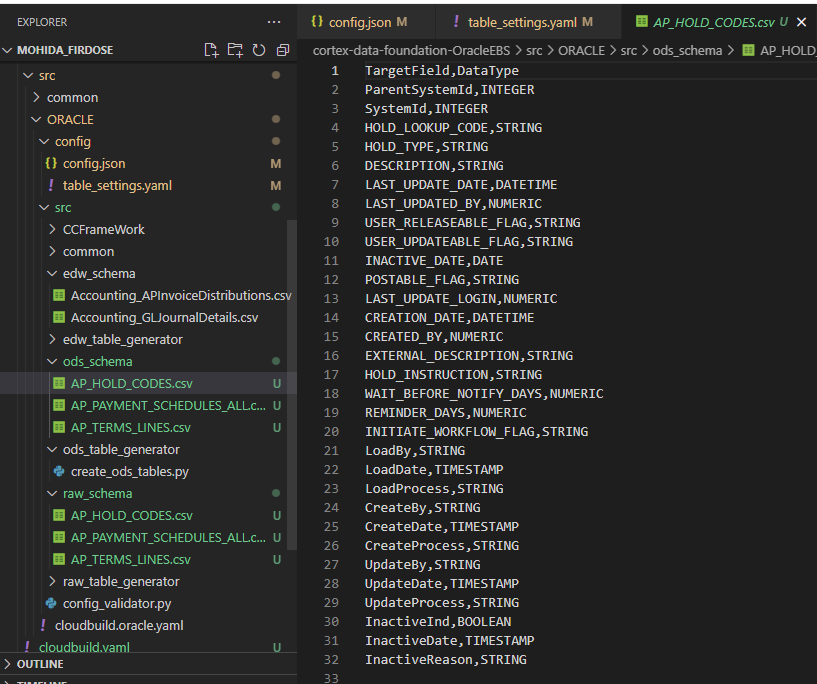 EXPLORER
MOHIDA_FIRDOSE
src
common
ORACLE
config
{} config.json M
! table_settings.yaml M
src
CCFrameWork
common
edw_schema
Accounting_APInvoiceDistributions.csv
Accounting_GLJournalDetails.csv
edw_table_generator
ods_schema
AP_HOLD_CODES.csv U
AP_PAYMENT_SCHEDULES_ALL.c... U
AP_TERMS_LINES.csv U
ods_table_generator
create_ods_tables.py
raw_schema
AP_HOLD_CODES.csv U
AP_PAYMENT_SCHEDULES_ALL.c... U
AP_TERMS_LINES.csv U
raw_table_generator
config_validator.py
! cloudbuild.oracle.yaml
! cloudbuild.yaml U
OUTLINE
TIMELINE
{} config.json M ! table_settings.yaml M AP_HOLD_CODES.csv U
cortex-data-foundation-OracleEBS > src > ORACLE > src > ods_schema > AP_HOLD_
1 TargetField,DataType
2 ParentSystemId,INTEGER
3 SystemId,INTEGER
4 HOLD_LOOKUP_CODE,STRING
5 HOLD_TYPE,STRING
6 DESCRIPTION,STRING
7 LAST_UPDATE_DATE,DATETIME
8 LAST_UPDATED_BY,NUMERIC
9 USER_RELEASEABLE_FLAG,STRING
10 USER_UPDATEABLE_FLAG,STRING
11 INACTIVE_DATE,DATE
12 POSTABLE_FLAG,STRING
13 LAST_UPDATE_LOGIN,NUMERIC
14 CREATION_DATE,DATETIME
15 CREATED_BY,NUMERIC
16 EXTERNAL_DESCRIPTION,STRING
17 HOLD_INSTRUCTION,STRING
18 WAIT_BEFORE_NOTIFY_DAYS,NUMERIC
19 REMINDER_DAYS,NUMERIC
20 INITIATE_WORKFLOW_FLAG,STRING
21 LoadBy,STRING
22 LoadDate,TIMESTAMP
23 LoadProcess,STRING
24 CreateBy,STRING
25 CreateDate,TIMESTAMP
26 CreateProcess,STRING
27 UpdateBy,STRING
28 UpdateDate,TIMESTAMP
29 UpdateProcess,STRING
30 InactiveInd,BOOLEAN
31 InactiveDate,TIMESTAMP
32 InactiveReason,STRING
33